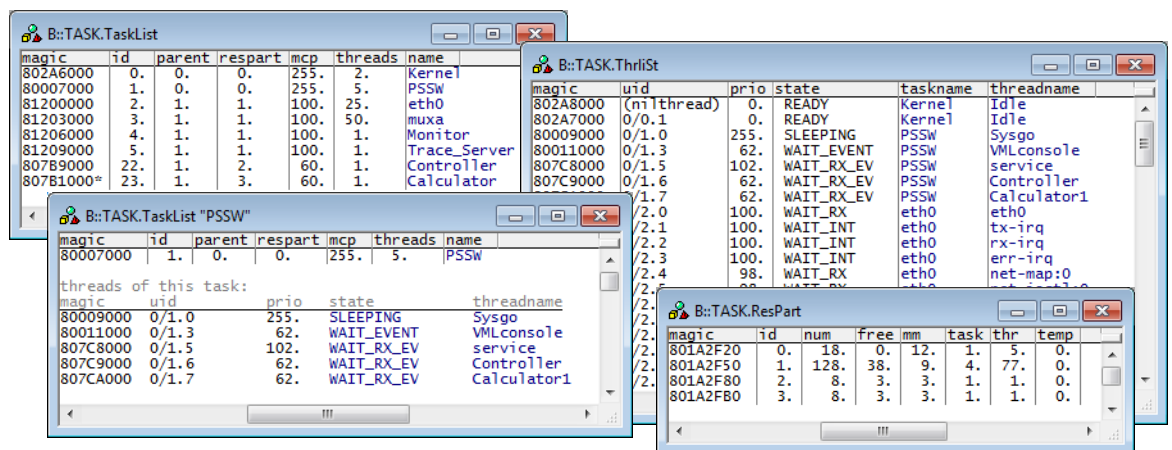 B::TASK.TaskList
magic id parent respart mcp threads name
802A6000 0. 0. 0. 255. 2. Kernel
80007000 1. 0. 0. 255. 5. PSSW
81200000 2. 1. 1. 100. 25. eth0
81203000 3. 1. 1. 100. 50. muxa
81206000 4. 1. 1. 100. 1. Monitor
81209000 5. 1. 1. 100. 1. Trace_Server
807B9000 22. 1. 2. 60. 1. Controller
807B1000* 23. 1. 3. 60. 1. Calculator
B::TASK.ThrliSt
magic uid prio state taskname threadname
802A8000 (nilthread) 0. READY Kernel Idle
802A7000 0/0.1 0. READY Kernel Idle
80009000 0/1.0 255. SLEEPING PSSW Sysgo
80011000 0/1.3 62. WAIT_EVENT PSSW VMLconsole
807C8000 0/1.5 102. WAIT_RX_EV PSSW service
807C9000 0/1.6 62. WAIT_RX_EV PSSW Controller
/1.7 62. WAIT_RX_EV PSSW Calculator1
/2.0 100. WAIT_RX eth0 eth0
/2.1 100. WAIT_INT eth0 tx-irq
/2.2 100. WAIT_INT eth0 rx-irq
/2.3 100. WAIT_INT eth0 err-irq
/2.4 98. WAIT_RX eth0 net-map:0
B::TASK.TaskList "PSSW"
magic id parent respart mcp threads name
80007000 1. 0. 0. 255. 5. PSSW
threads of this task:
magic uid prio state threadname
80009000 0/1.0 255. SLEEPING Sysgo
80011000 0/1.3 62. WAIT_EVENT VMLconsole
807C8000 0/1.5 102. WAIT_RX_EV service
807C9000 0/1.6 62. WAIT_RX_EV Controller
807CA000 0/1.7 62. WAIT_RX_EV Calculator1
B::TASK.ResPart
magic id num free mm task thr temp
801A2F20 0. 18. 0. 12. 1. 5. 0.
801A2F50 1. 128. 38. 9. 4. 77. 0.
801A2F80 2. 8. 3. 3. 1. 1. 0.
801A2FB0 3. 8. 3. 3. 1. 1. 0.